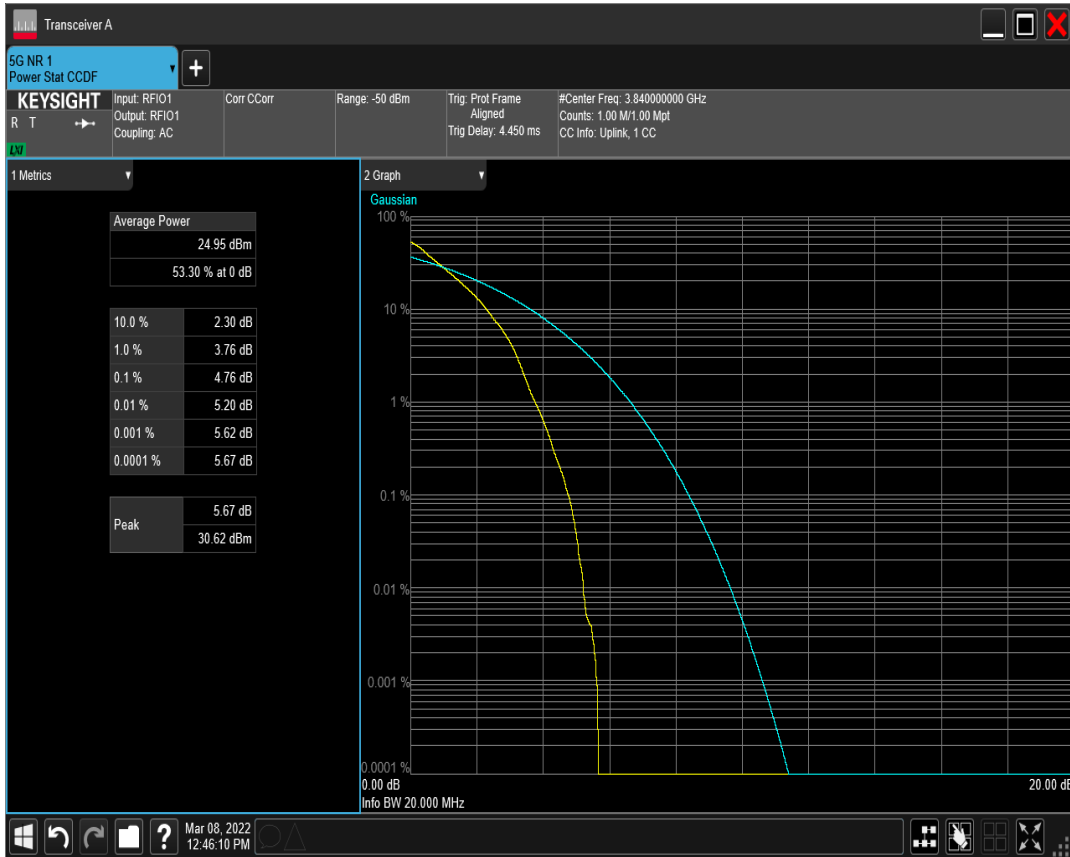 Transceiver A
5G NR 1
Power Stat CCDF
KEYSIGHT
R T
LXI
Input: RFIO1
Output: RFIO1
Coupling: AC
Corr CCorr
Range: -50 dBm
Trig: Prot Frame
Aligned
Trig Delay: 4.450 ms
#Center Freq: 3.840000000 GHz
Counts: 1.00 M/1.00 Mpt
CC Info: Uplink, 1 CC
1 Metrics
Average Power
24.95 dBm
53.30 % at 0 dB
10.0 % 2.30 dB
1.0 % 3.76 dB
0.1 % 4.76 dB
0.01 % 5.20 dB
0.001 % 5.62 dB
0.0001 % 5.67 dB
Peak
5.67 dB
30.62 dBm
2 Graph
Gaussian
100 %
10 %
1 %
0.1 %
0.01 %
0.001 %
0.0001 %
0.00 dB 20.00 dB
Info BW 20.000 MHz
?
Mar 08, 2022
12:46:10 PM